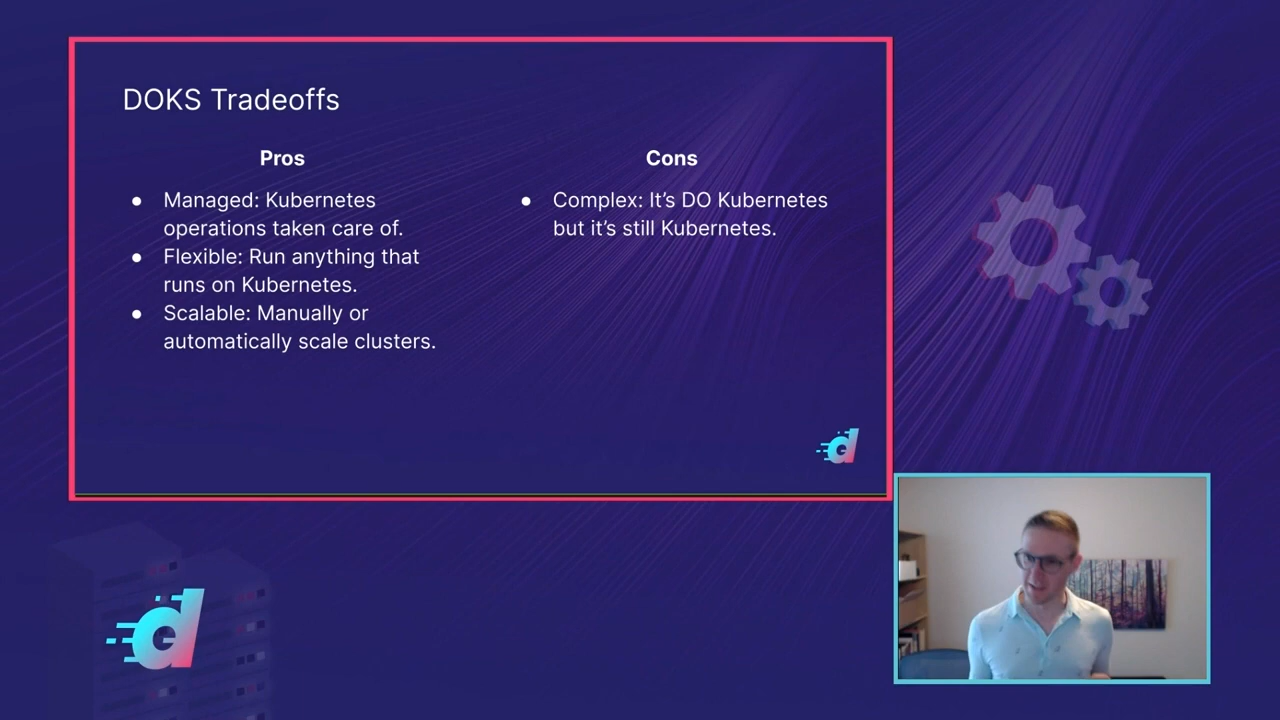 DOKS Tradeoffs
Pros
● Managed: Kubernetes
operations taken care of.
● Flexible: Run anything that
runs on Kubernetes.
● Scalable: Manually or
automatically scale clusters.
Cons
● Complex: It’s DO Kubernetes
but it’s still Kubernetes.
d
d